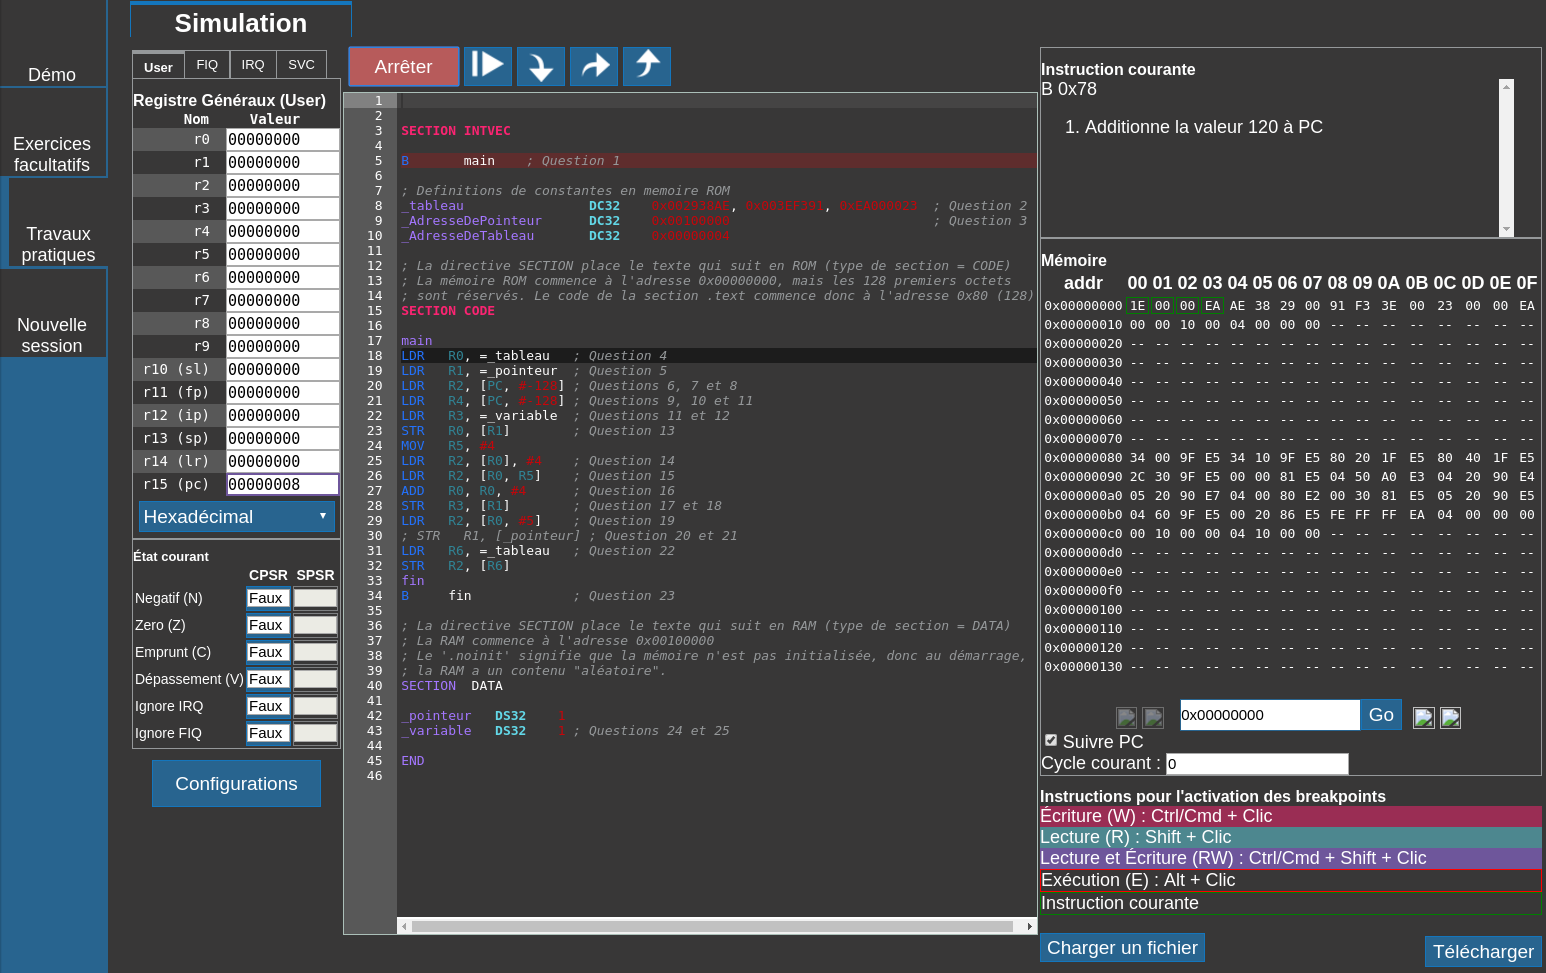 Simulation
Démo
Exercices
facultatifs
Travaux
pratiques
Nouvelle
session
User FIQ IRQ SVC
Registre Généraux (User)
Nom Valeur
r0 00000000
r1 00000000
r2 00000000
r3 00000000
r4 00000000
r5 00000000
r6 00000000
r7 00000000
r8 00000000
r9 00000000
r10 (sl) 00000000
r11 (fp) 00000000
r12 (ip) 00000000
r13 (sp) 00000000
r14 (lr) 00000000
r15 (pc) 00000008
Hexadécimal
État courant
CPSR SPSR
Negatif (N) Faux
Zero (Z) Faux
Emprunt (C) Faux
Dépassement (V) Faux
Ignore IRQ Faux
Ignore FIQ Faux
Configurations
Arrêter
1
2
3 SECTION INTVEC
4
5 B main ; Question 1
6
7 ; Definitions de constantes en memoire ROM
8 _tableau DC32 0x002938AE, 0x003EF391, 0xEA000023 ; Question 2
9 _AdresseDePointeur DC32 0x00100000 ; Question 3
10 _AdresseDeTableau DC32 0x00000004
11
12 ; La directive SECTION place le texte qui suit en ROM (type de section = CODE)
13 ; La mémoire ROM commence à l'adresse 0x00000000, mais les 128 premiers octets
14 ; sont réservés. Le code de la section .text commence donc à l'adresse 0x80 (128)
15 SECTION CODE
16
17 main
18 LDR R0, =_tableau ; Question 4
19 LDR R1, =_pointeur ; Question 5
20 LDR R2, [PC, #-128] ; Questions 6, 7 et 8
21 LDR R4, [PC, #-128] ; Questions 9, 10 et 11
22 LDR R3, =_variable ; Questions 11 et 12
23 STR R0, [R1] ; Question 13
24 MOV R5, #4
25 LDR R2, [R0], #4 ; Question 14
26 LDR R2, [R0, R5] ; Question 15
27 ADD R0, R0, #4 ; Question 16
28 STR R3, [R1] ; Question 17 et 18
29 LDR R2, [R0, #5] ; Question 19
30 ; STR R1, [_pointeur] ; Question 20 et 21
31 LDR R6, =_tableau ; Question 22
32 STR R2, [R6]
33 fin
34 B fin ; Question 23
35
36 ; La directive SECTION place le texte qui suit en RAM (type de section = DATA)
37 ; La RAM commence à l'adresse 0x00100000
38 ; Le '.noinit' signifie que la mémoire n'est pas initialisée, donc au démarrage,
39 ; la RAM a un contenu "aléatoire".
40 SECTION DATA
41
42 _pointeur DS32 1
43 _variable DS32 1 ; Questions 24 et 25
44
45 END
46
Instruction courante
B 0x78
1. Additionne la valeur 120 à PC
Mémoire
addr 00 01 02 03 04 05 06 07 08 09 0A 0B 0C 0D 0E 0F
0x00000000 1E 00 00 EA AE 38 29 00 91 F3 3E 00 23 00 00 EA
0x00000010 00 00 10 00 04 00 00 00 -- -- -- -- -- -- -- --
0x00000020 -- -- -- -- -- -- -- -- -- -- -- -- -- -- -- --
0x00000030 -- -- -- -- -- -- -- -- -- -- -- -- -- -- -- --
0x00000040 -- -- -- -- -- -- -- -- -- -- -- -- -- -- -- --
0x00000050 -- -- -- -- -- -- -- -- -- -- -- -- -- -- -- --
0x00000060 -- -- -- -- -- -- -- -- -- -- -- -- -- -- -- --
0x00000070 -- -- -- -- -- -- -- -- -- -- -- -- -- -- -- --
0x00000080 34 00 9F E5 34 10 9F E5 80 20 1F E5 80 40 1F E5
0x00000090 2C 30 9F E5 00 00 81 E5 04 50 A0 E3 04 20 90 E4
0x000000a0 05 20 90 E7 04 00 80 E2 00 30 81 E5 05 20 90 E5
0x000000b0 04 60 9F E5 00 20 86 E5 FE FF FF EA 04 00 00 00
0x000000c0 00 10 00 00 04 10 00 00 -- -- -- -- -- -- -- --
0x000000d0 -- -- -- -- -- -- -- -- -- -- -- -- -- -- -- --
0x000000e0 -- -- -- -- -- -- -- -- -- -- -- -- -- -- -- --
0x000000f0 -- -- -- -- -- -- -- -- -- -- -- -- -- -- -- --
0x00000100 -- -- -- -- -- -- -- -- -- -- -- -- -- -- -- --
0x00000110 -- -- -- -- -- -- -- -- -- -- -- -- -- -- -- --
0x00000120 -- -- -- -- -- -- -- -- -- -- -- -- -- -- -- --
0x00000130 -- -- -- -- -- -- -- -- -- -- -- -- -- -- -- --
0x00000000 Go
Suivre PC
Cycle courant : 0
Instructions pour l'activation des breakpoints
Écriture (W) : Ctrl/Cmd + Clic
Lecture (R) : Shift + Clic
Lecture et Écriture (RW) : Ctrl/Cmd + Shift + Clic
Exécution (E) : Alt + Clic
Instruction courante
Charger un fichier
Télécharger